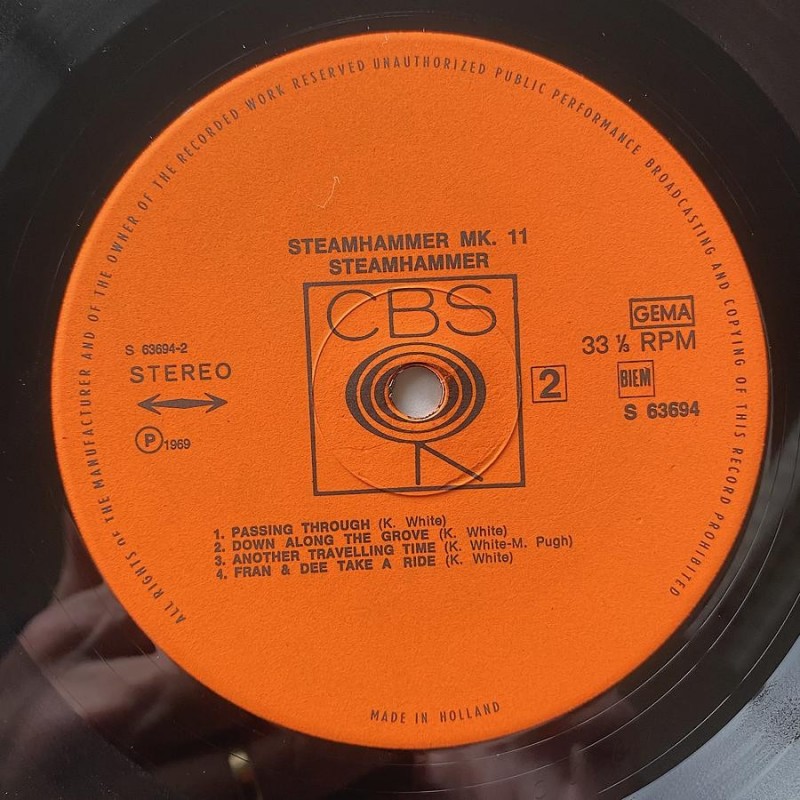 ALL RIGHTS OF THE MANUFACTURER AND OF THE OWNER OF THE RECORDED WORK RESERVED UNAUTHORIZED PUBLIC PERFORMANCE BROADCASTING AND COPYING OF THIS RECORD PROHIBITED
STEAMHAMMER MK. 11
STEAMHAMMER
CBS
S 63694-2
STEREO
Ⓟ 1969
2
GEMA
33 ⅓ RPM
BIEM
S 63694
1. PASSING THROUGH (K. White)
2. DOWN ALONG THE GROVE (K. White)
3. ANOTHER TRAVELLING TIME (K. White-M. Pugh)
4. FRAN & DEE TAKE A RIDE (K. White)
MADE IN HOLLAND